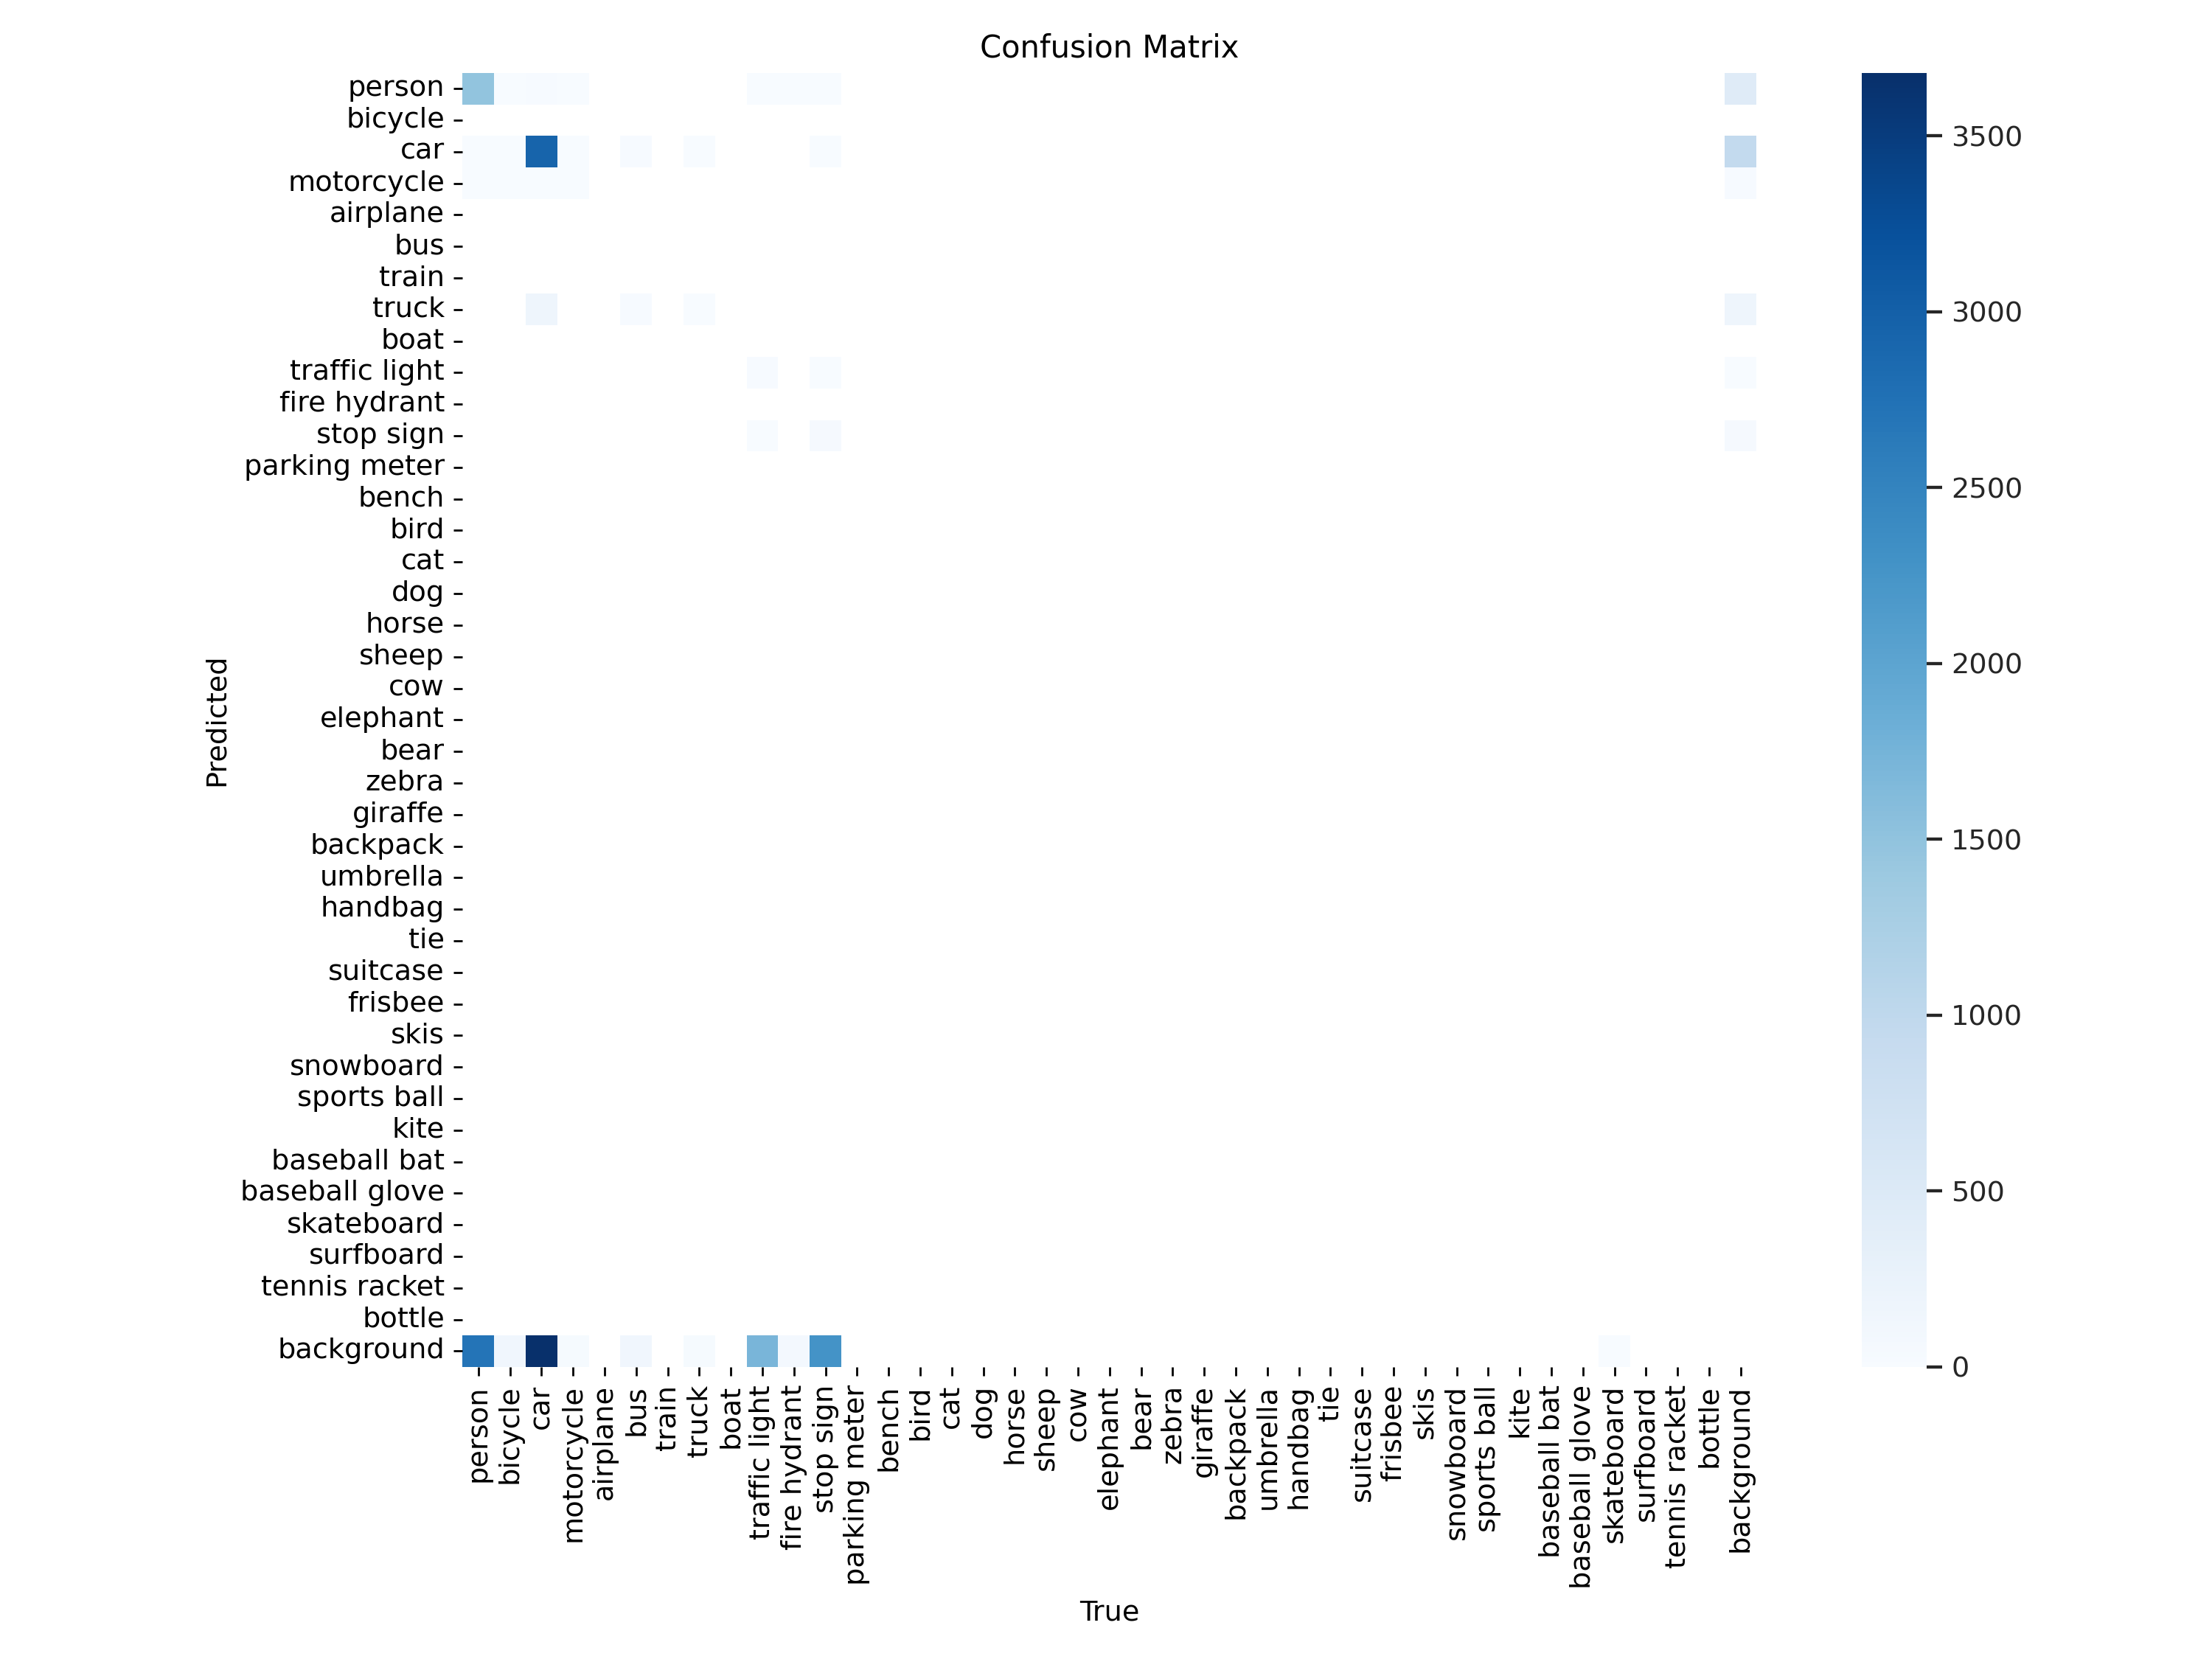 Confusion Matrix
person
bicycle
car
motorcycle
airplane
bus
train
truck
boat
traffic light
fire hydrant
stop sign
parking meter
bench
bird
cat
dog
horse
sheep
cow
elephant
bear
zebra
giraffe
backpack
umbrella
handbag
tie
suitcase
frisbee
skis
snowboard
sports ball
kite
baseball bat
baseball glove
skateboard
surfboard
tennis racket
bottle
background
Predicted
person
bicycle
car
motorcycle
airplane
bus
train
truck
boat
traffic light
fire hydrant
stop sign
parking meter
bench
bird
cat
dog
horse
sheep
cow
elephant
bear
zebra
giraffe
backpack
umbrella
handbag
tie
suitcase
frisbee
skis
snowboard
sports ball
kite
baseball bat
baseball glove
skateboard
surfboard
tennis racket
bottle
background
True
3500
3000
2500
2000
1500
1000
500
0